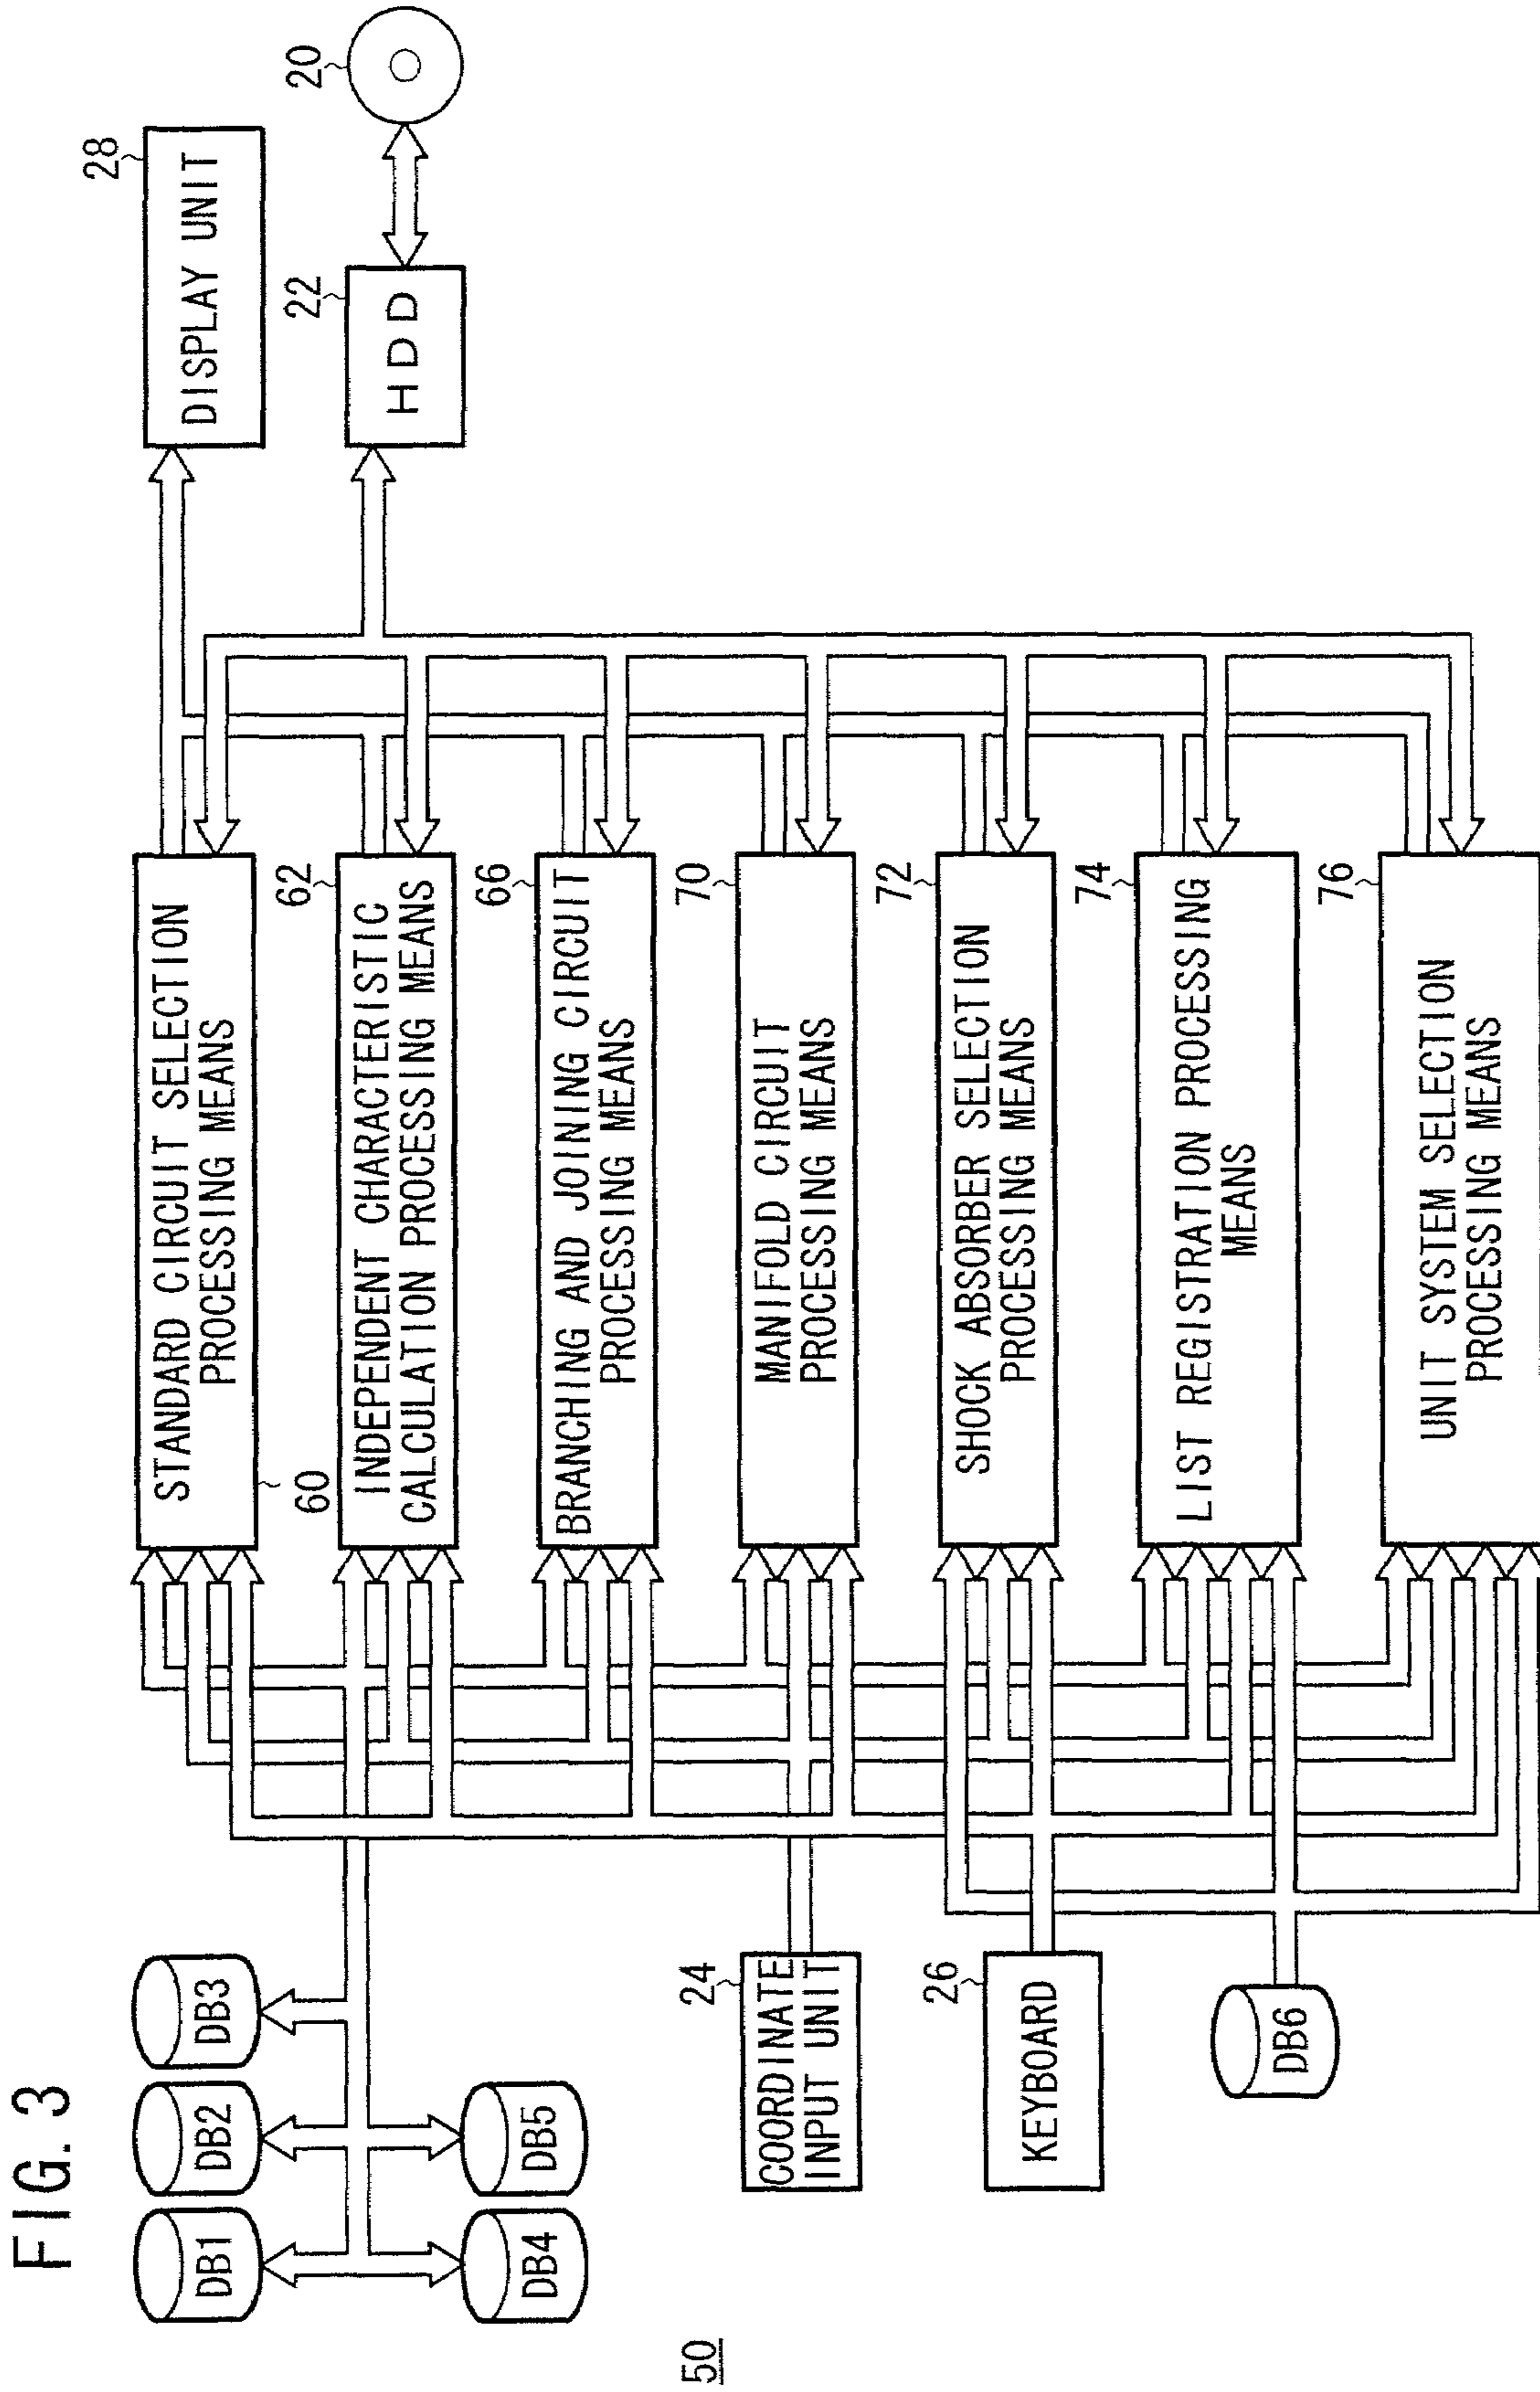 FIG. 3
50
DB1
DB2
DB3
DB4
DB5
24
COORDINATE
INPUT UNIT
26
KEYBOARD
DB6
STANDARD CIRCUIT SELECTION
PROCESSING MEANS
60
62
INDEPENDENT CHARACTERISTIC
CALCULATION PROCESSING MEANS
66
BRANCHING AND JOINING CIRCUIT
PROCESSING MEANS
70
MANIFOLD CIRCUIT
PROCESSING MEANS
72
SHOCK ABSORBER SELECTION
PROCESSING MEANS
74
LIST REGISTRATION PROCESSING
MEANS
76
UNIT SYSTEM SELECTION
PROCESSING MEANS
28
DISPLAY UNIT
22
HDD
20